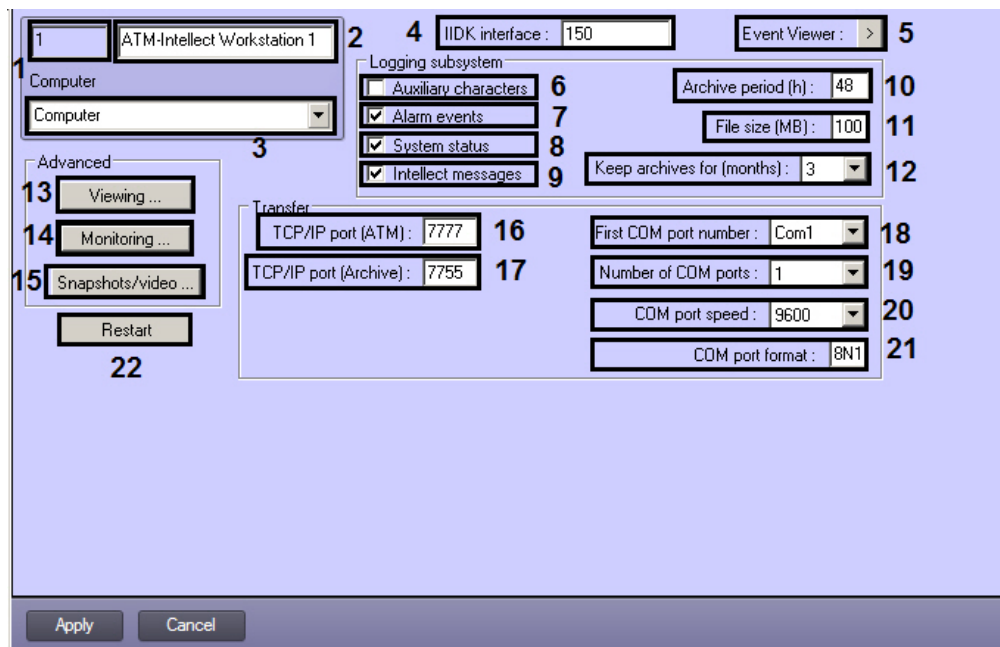 1 ATM-Intellect Workstation 1 2 4 IIDK interface : 150 Event Viewer : > 5
1 Computer
Computer
3
Logging subsystem
Auxiliary characters 6 Archive period (h) : 48 10
Alarm events 7 File size (MB) : 100 11
System status 8
Intellect messages 9 Keep archives for (months) : 3 12
Advanced
13 Viewing ...
14 Monitoring ...
15 Snapshots/video ...
Restart
22
Transfer
TCP/IP port (ATM) : 7777 16 First COM port number : Com1 18
TCP/IP port (Archive) : 7755 17 Number of COM ports : 1 19
COM port speed : 9600 20
COM port format : 8N1 21
Apply Cancel